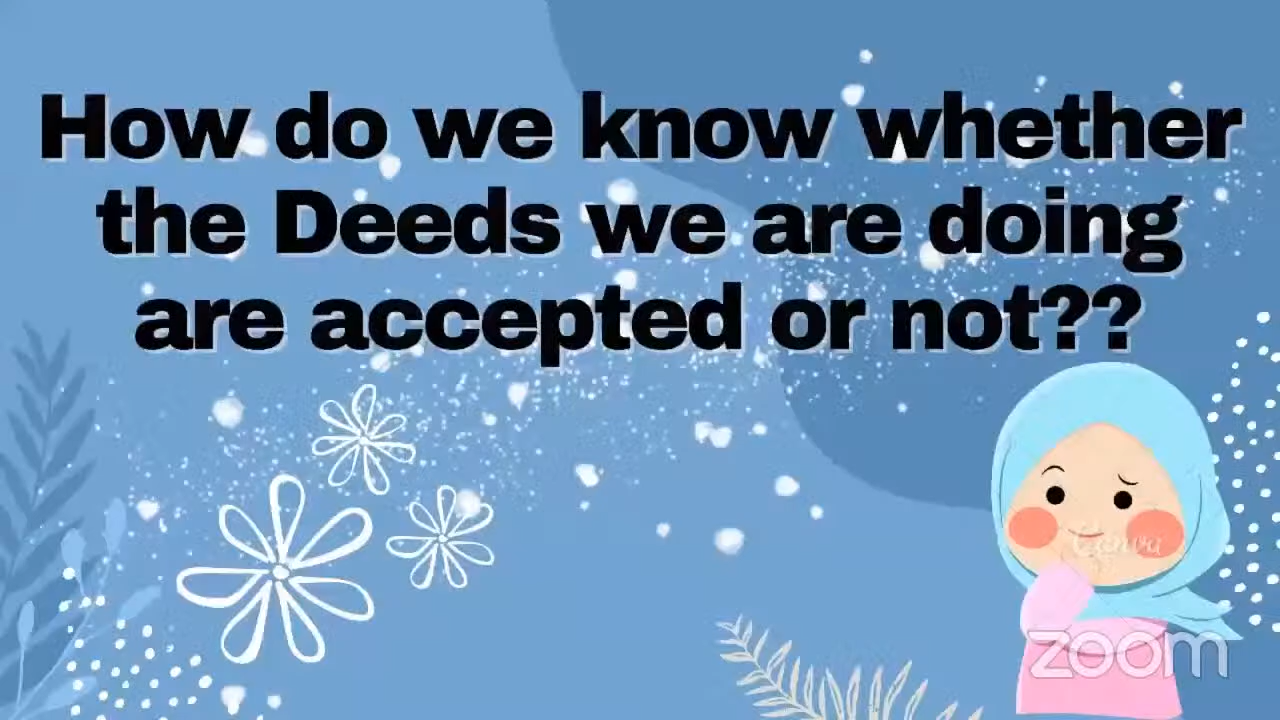 How do we know whether
the Deeds we are doing
are accepted or not??
Canva
zoom